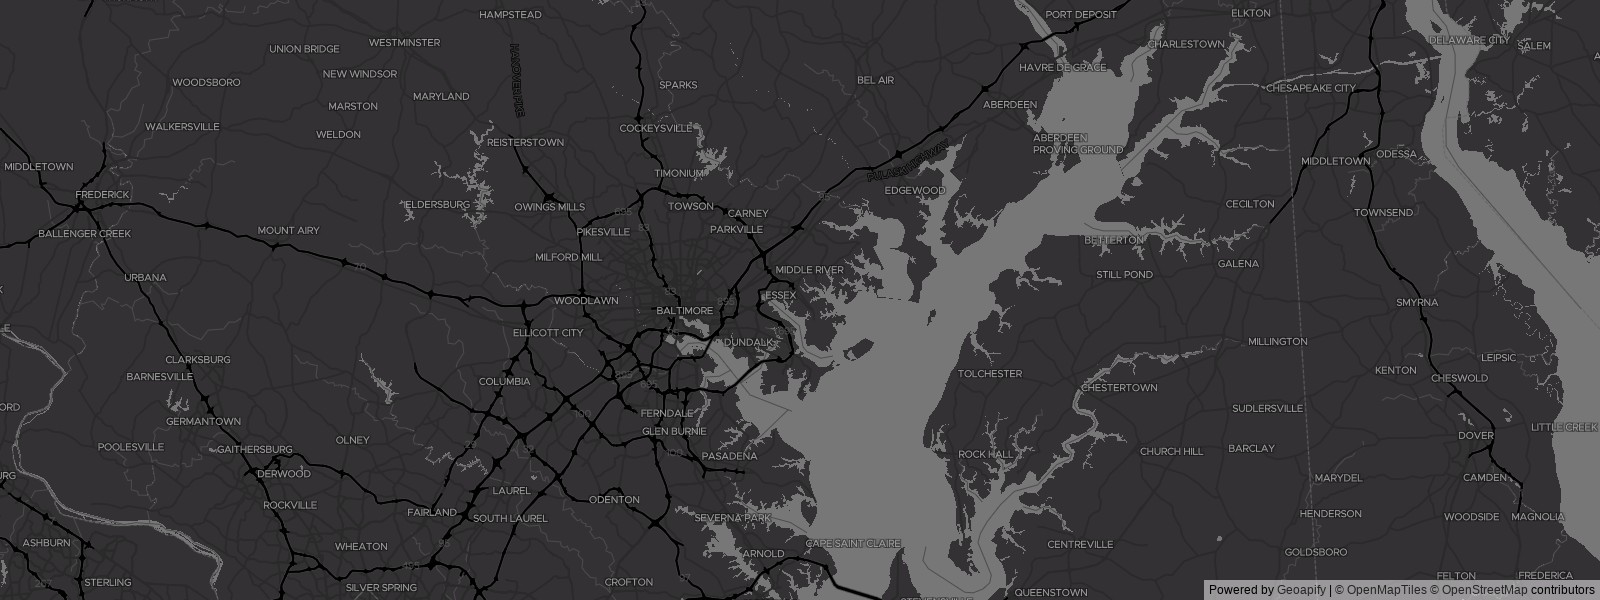 HAMPSTEAD
PORT DEPOSIT
ELKTON
UNION BRIDGE
WESTMINSTER
CHARLESTOWN
DELAWARE CITY
SALEM
WOODSBORO
NEW WINDSOR
SPARKS
BEL AIR
HAVRE DE GRACE
CHESAPEAKE CITY
MARYLAND
MARSTON
ABERDEEN
WALKERSVILLE
WELDON
COCKEYSVILLE
REISTERSTOWN
ABERDEEN
PROVING GROUND
MIDDLETOWN
TIMONIUM
MIDDLETOWN
ODESSA
FREDERICK
ELDERSBURG
OWINGS MILLS
TOWSON
EDGEWOOD
CECILTON
695
CARNEY
TOWNSEND
BALLENGER CREEK
MOUNT AIRY
PIKESVILLE
83
PARKVILLE
BETTERTON
MILFORD MILL
70
MIDDLE RIVER
STILL POND
GALENA
URBANA
WOODLAWN
ESSEX
SMYRNA
BALTIMORE
ELLICOTT CITY
DUNDALK
MILLINGTON
CLARKSBURG
LEIPSIC
BARNESVILLE
COLUMBIA
TOLCHESTER
CHESTERTOWN
KENTON
CHESWOLD
GERMANTOWN
100
FERNDALE
SUDLERSVILLE
GLEN BURNIE
LITTLE CREEK
POOLESVILLE
GAITHERSBURG
OLNEY
PASADENA
ROCK HALL
CHURCH HILL
BARCLAY
DOVER
DERWOOD
MARYDEL
CAMDEN
ROCKVILLE
LAUREL
ODENTON
FAIRLAND
SOUTH LAUREL
SEVERNA PARK
HENDERSON
WOODSIDE
MAGNOLIA
ASHBURN
WHEATON
95
CAPE SAINT CLAIRE
CENTREVILLE
ARNOLD
GOLDSBORO
STERLING
SILVER SPRING
CROFTON
QUEENSTOWN
FELTON
FREDERICA
Powered by Geoapify | © OpenMapTiles © OpenStreetMap contributors